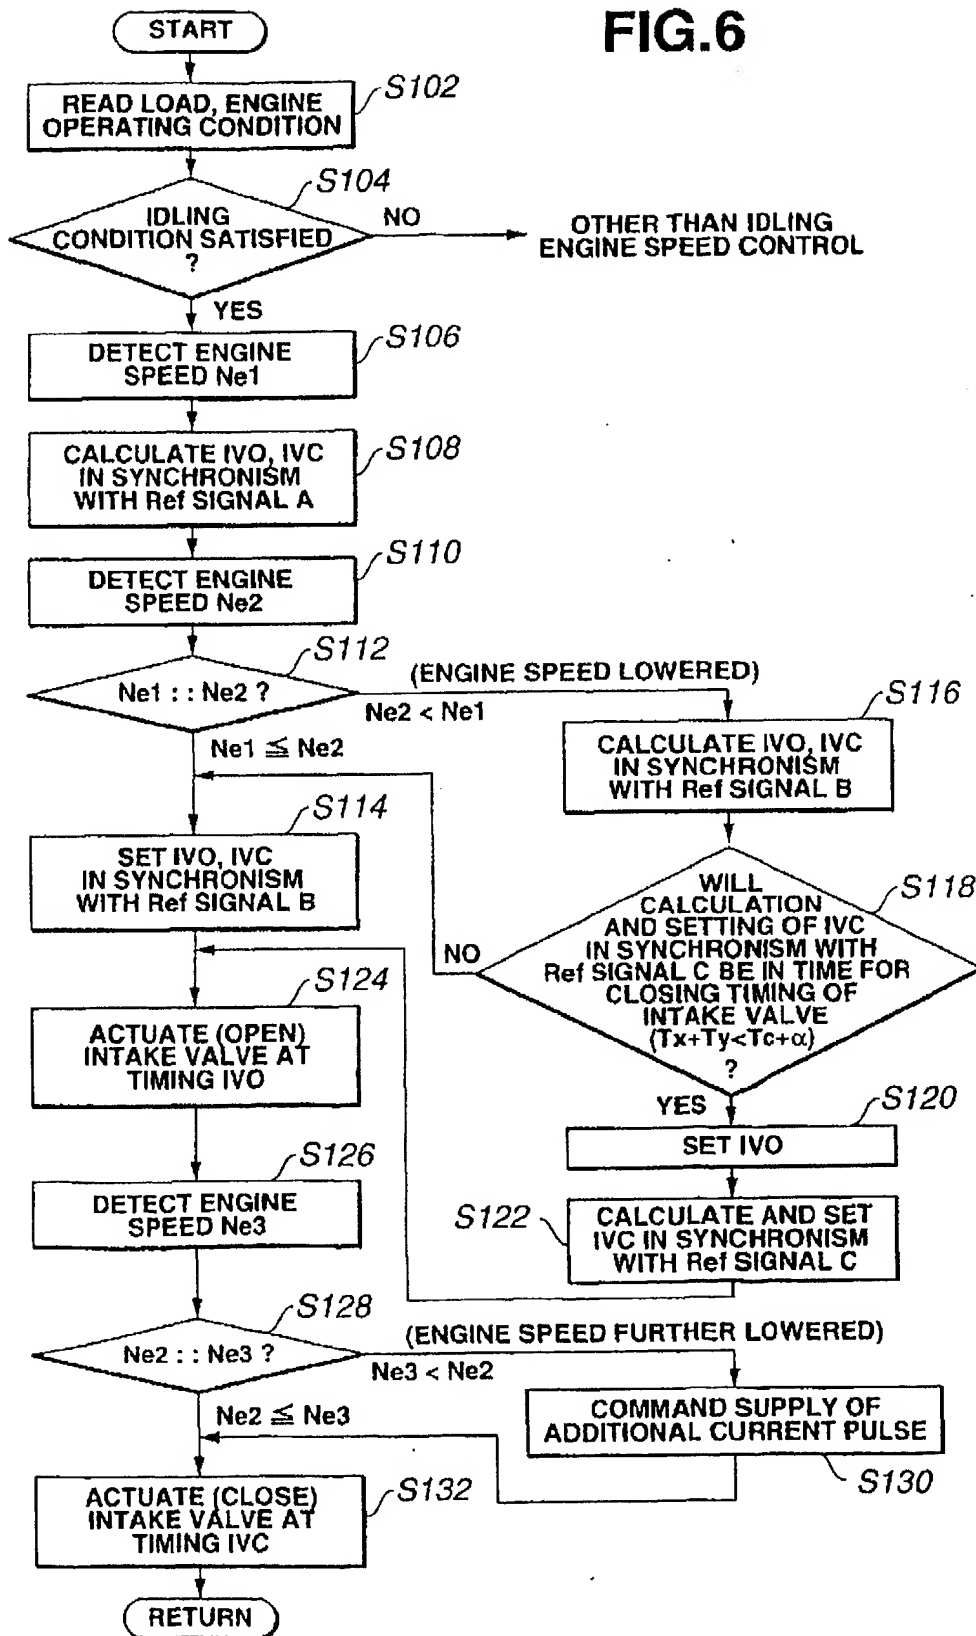 FIG.6
START
S102
READ LOAD, ENGINE
OPERATING CONDITION
S104
IDLING
CONDITION SATISFIED
?
NO
OTHER THAN IDLING
ENGINE SPEED CONTROL
YES
S106
DETECT ENGINE
SPEED Ne1
S108
CALCULATE IVO, IVC
IN SYNCHRONISM
WITH Ref SIGNAL A
S110
DETECT ENGINE
SPEED Ne2
S112
Ne1 : : Ne2 ?
(ENGINE SPEED LOWERED)
Ne2 < Ne1
Ne1 ≦ Ne2
S116
CALCULATE IVO, IVC
IN SYNCHRONISM
WITH Ref SIGNAL B
S114
SET IVO, IVC
IN SYNCHRONISM
WITH Ref SIGNAL B
S118
WILL
CALCULATION
AND SETTING OF IVC
IN SYNCHRONISM WITH
Ref SIGNAL C BE IN TIME FOR
CLOSING TIMING OF
INTAKE VALVE
(Tx+Ty<Tc+α)
?
NO
YES
S124
ACTUATE (OPEN)
INTAKE VALVE AT
TIMING IVO
S120
SET IVO
S126
DETECT ENGINE
SPEED Ne3
S122
CALCULATE AND SET
IVC IN SYNCHRONISM
WITH Ref SIGNAL C
S128
Ne2 : : Ne3 ?
(ENGINE SPEED FURTHER LOWERED)
Ne3 < Ne2
Ne2 ≦ Ne3
COMMAND SUPPLY OF
ADDITIONAL CURRENT PULSE
S130
S132
ACTUATE (CLOSE)
INTAKE VALVE AT
TIMING IVC
RETURN